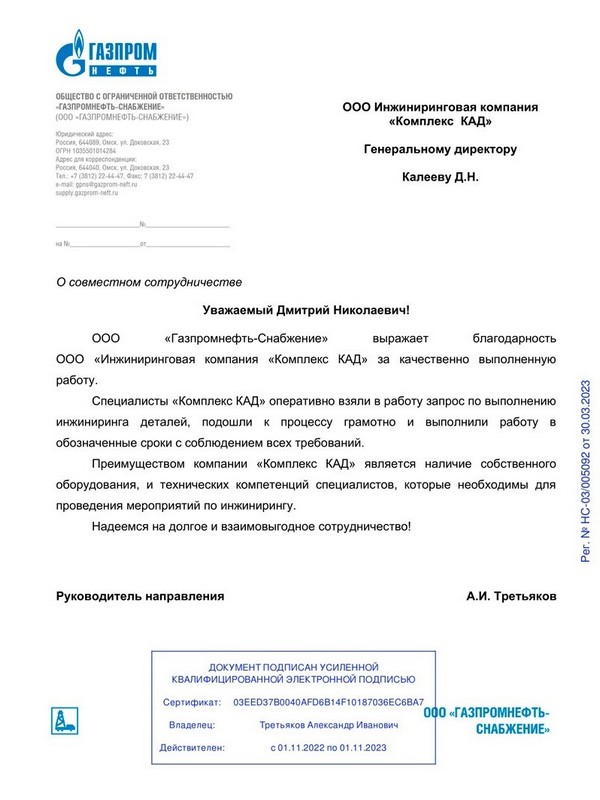 ГАЗПРОМ
НЕФТЬ
ОБЩЕСТВО С ОГРАНИЧЕННОЙ ОТВЕТСТВЕННОСТЬЮ
«ГАЗПРОМНЕФТЬ-СНАБЖЕНИЕ»
(ООО «ГАЗПРОМНЕФТЬ-СНАБЖЕНИЕ»)
Юридический адрес:
Россия, 644089, Омск. ул. Доковская, 23
ОГРН 1035501014284
Адрес для корреспонденции:
Россия, 644040, Омск, ул. Доковская, 23
Тел.: +7 (3812) 22-44-47, Факс: 7 (3812) 22-44-47
e-mail: gpns@gazprom-neft.ru
supply.gazprom-neft.ru
№
на № от
ООО Инжиниринговая компания
«Комплекс КАД»
Генеральному директору
Калееву Д.Н.
О совместном сотрудничестве
Уважаемый Дмитрий Николаевич!
ООО «Газпромнефть-Снабжение» выражает благодарность
ООО «Инжиниринговая компания «Комплекс КАД» за качественно выполненную
работу.
Специалисты «Комплекс КАД» оперативно взяли в работу запрос по выполнению
инжиниринга деталей, подошли к процессу грамотно и выполнили работу в
обозначенные сроки с соблюдением всех требований.
Преимуществом компании «Комплекс КАД» является наличие собственного
оборудования, и технических компетенций специалистов, которые необходимы для
проведения мероприятий по инжинирингу.
Надеемся на долгое и взаимовыгодное сотрудничество!
Рег. № НС-03/005092 от 30.03.2023
Руководитель направления А.И. Третьяков
ДОКУМЕНТ ПОДПИСАН УСИЛЕННОЙ
КВАЛИФИЦИРОВАННОЙ ЭЛЕКТРОННОЙ ПОДПИСЬЮ
Сертификат: 03EED37B0040AFD6B14F10187036EC6BA7
Владелец: Третьяков Александр Иванович
Действителен: с 01.11.2022 по 01.11.2023
ООО «ГАЗПРОМНЕФТЬ-
СНАБЖЕНИЕ»